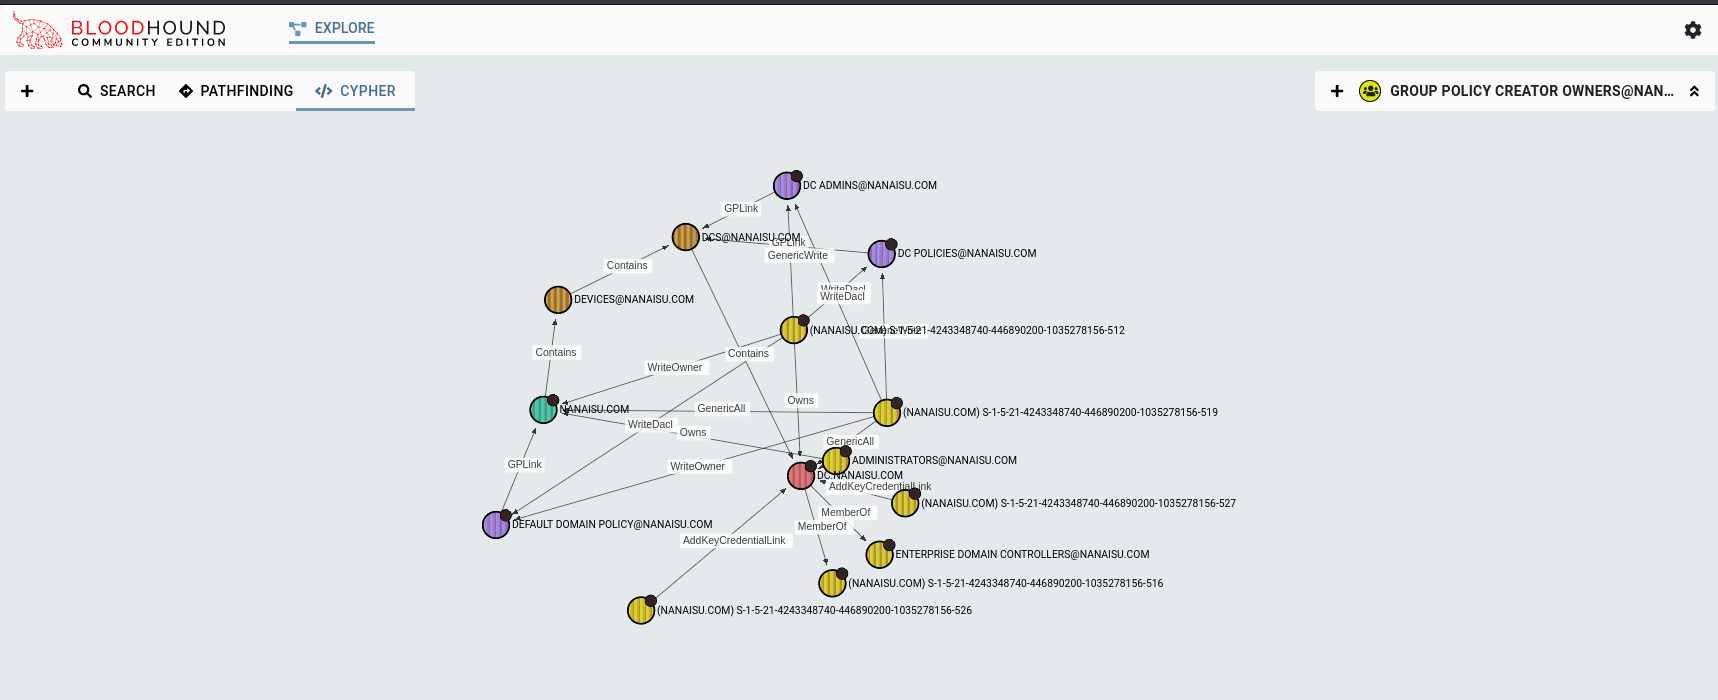 BLOODHOUND
COMMUNITY EDITION
EXPLORE
SEARCH
PATHFINDING
CYPHER
GROUP POLICY CREATOR OWNERS@NAN...
DC ADMINS@NANAISU.COM
GPLink
DCS@NANAISU.COM
GPLink
GenericWrite
DC POLICIES@NANAISU.COM
Contains
DEVICES@NANAISU.COM
WriteDacl
WriteDacl
(NANAISU.COM) S-1-5-21-4243348740-446890200-1035278156-512
Contains
Contains
WriteOwner
Owns
NANAISU.COM
GenericAll
(NANAISU.COM) S-1-5-21-4243348740-446890200-1035278156-519
WriteDacl
Owns
GenericAll
ADMINISTRATORS@NANAISU.COM
GPLink
WriteOwner
DC.NANAISU.COM
AddKeyCredentialLink
(NANAISU.COM) S-1-5-21-4243348740-446890200-1035278156-527
MemberOf
DEFAULT DOMAIN POLICY@NANAISU.COM
MemberOf
AddKeyCredentialLink
ENTERPRISE DOMAIN CONTROLLERS@NANAISU.COM
(NANAISU.COM) S-1-5-21-4243348740-446890200-1035278156-516
(NANAISU.COM) S-1-5-21-4243348740-446890200-1035278156-526